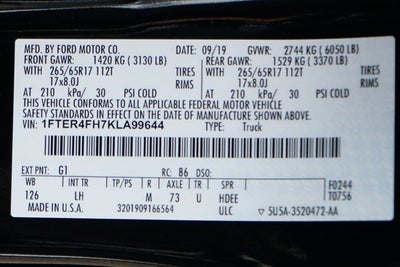 MFD. BY FORD MOTOR CO.
DATE: 09/19 GVWR: 2744 KG (6050 LB)
FRONT GAWR: 1420 KG (3130 LB) REAR GAWR: 1529 KG (3370 LB)
WITH 265/65R17 112T TIRES WITH 265/65R17 112T TIRES
17x8.0J RIMS 17x8.0J
AT 210 kPa/ 30 PSI COLD AT 210 kPa/ 30 PSI COLD
THIS VEHICLE CONFORMS TO ALL APPLICABLE FEDERAL MOTOR VEHICLE
SAFETY STANDARDS IN EFFECT ON THE DATE OF MANUFACTURE SHOWN ABOVE.
VIN: 1FTER4FH7KLA99644 TYPE: Truck
EXT PNT: G1 RC: 86 DSO:
WB R AXLE TR SPR F0244
126 LH M 73 U HDEE T0756
MADE IN U.S.A. 3201909166564 ULC 5U5A-3520472-AA